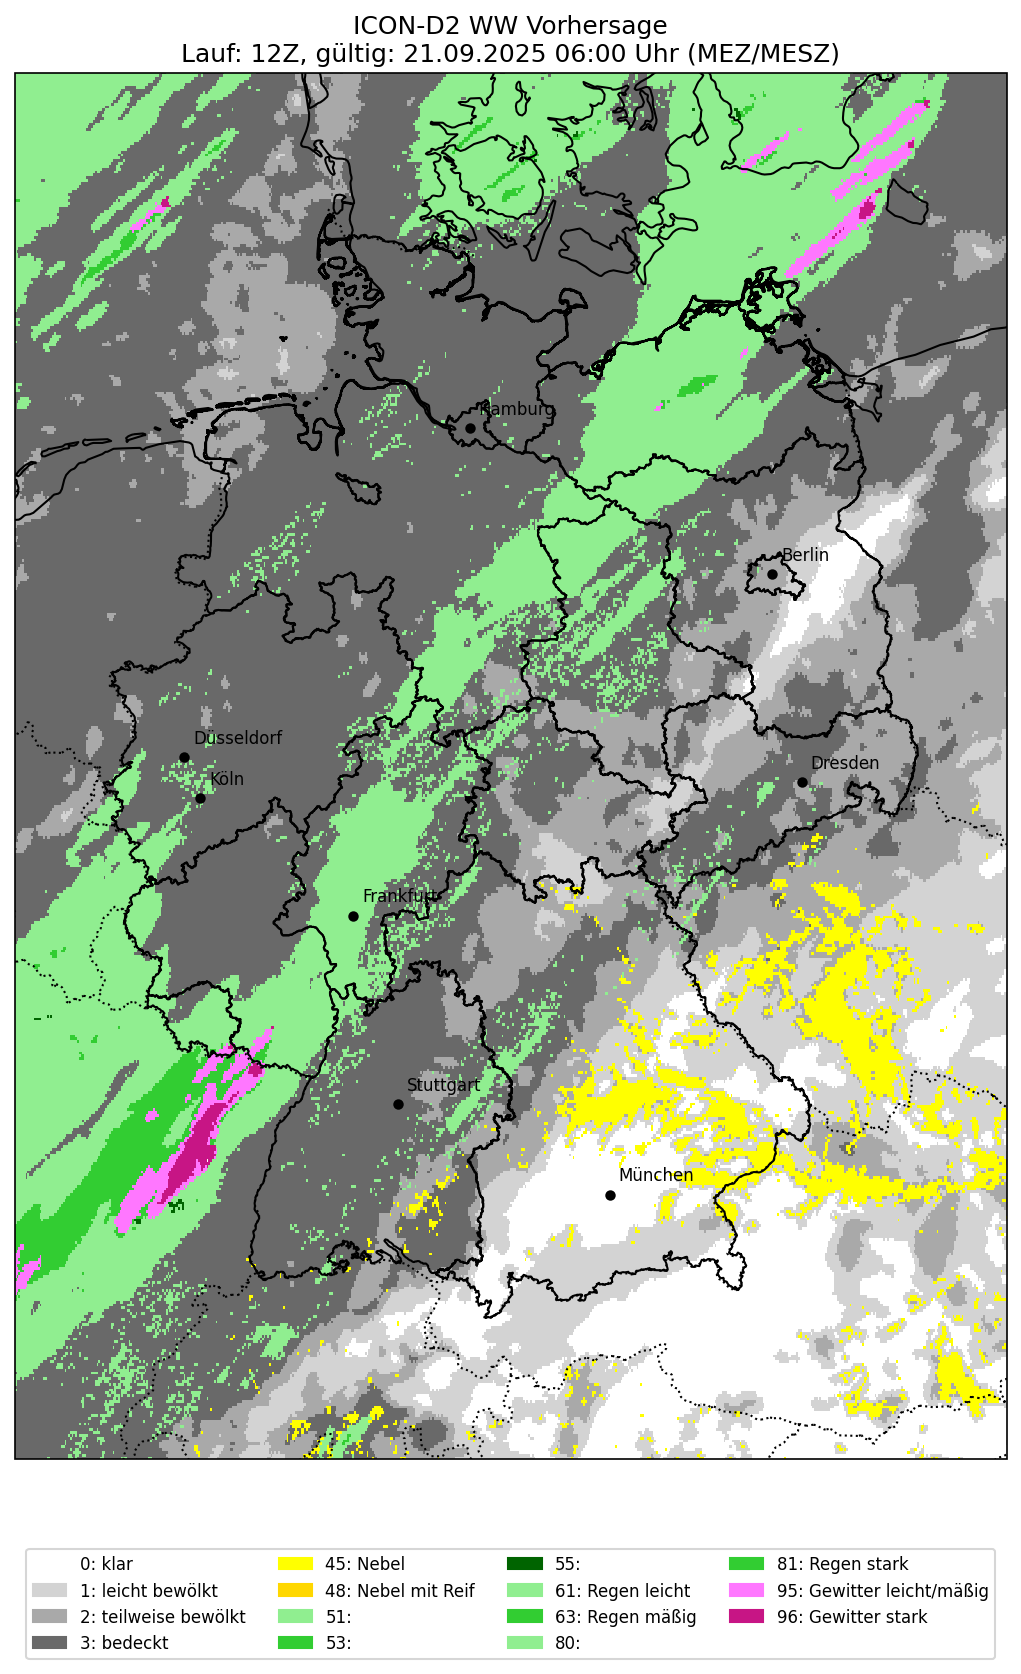 ICON-D2 WW Vorhersage
Lauf: 12Z, gültig: 21.09.2025 06:00 Uhr (MEZ/MESZ)
Hamburg
Berlin
Düsseldorf
Dresden
Köln
Frankfurt
Stuttgart
München
0: klar
1: leicht bewölkt
2: teilweise bewölkt
3: bedeckt
45: Nebel
48: Nebel mit Reif
51:
53:
55:
61: Regen leicht
63: Regen mäßig
80:
81: Regen stark
95: Gewitter leicht/mäßig
96: Gewitter stark